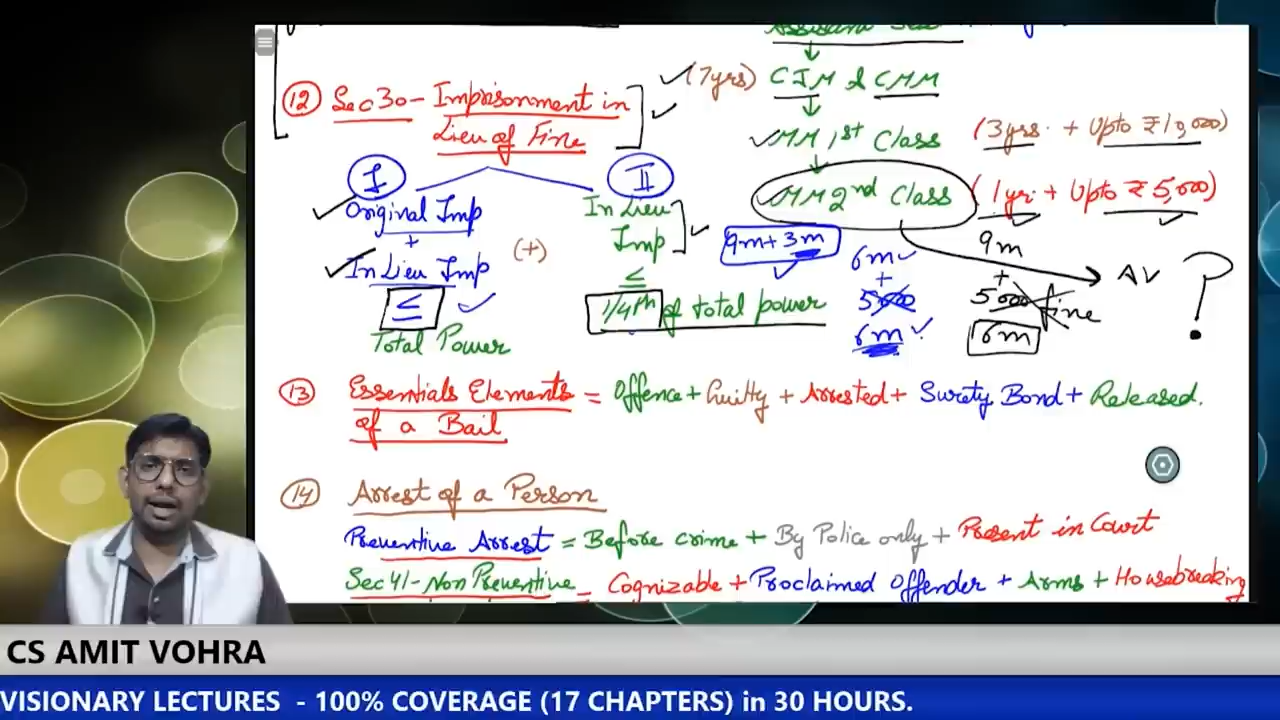 CJM & CMM
(7yrs)
⑫ Sec 30 - Imprisonment in
Lieu of Fine
MM 1st Class (3yrs. + Upto ₹10,000)
MM 2nd Class (1yr. + Upto ₹5,000)
I
Original Imp
+
In Lieu Imp
≤
Total Power
(+)
II
In Lieu
Imp
≤
1/4th of total power
9m + 3m
6m
+
5000
6m
9m
+
5000 fine
6m
AV ?
⑬ Essentials Elements = Offence + Guilty + Arrested + Surety Bond + Released.
of a Bail
⑭ Arrest of a Person
Preventive Arrest = Before crime + By Police only + Present in Court
Sec 41 - Non Preventive = Cognizable + Proclaimed Offender + Arms + Housebreaking
CS AMIT VOHRA
VISIONARY LECTURES - 100% COVERAGE (17 CHAPTERS) in 30 HOURS.